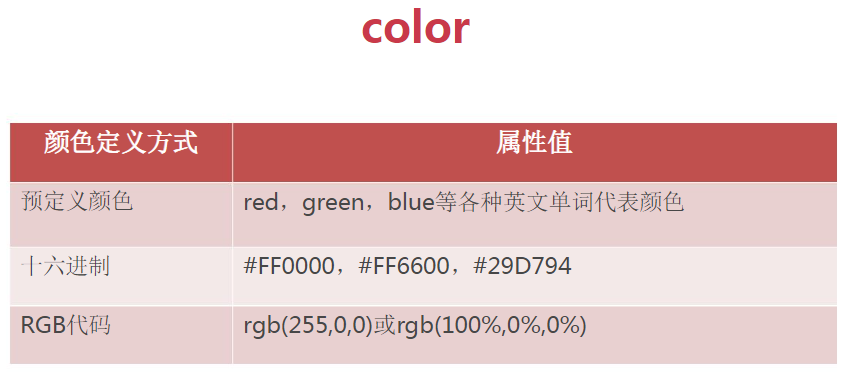 color
颜色定义方式 属性值
预定义颜色 red，green，blue等各种英文单词代表颜色
十六进制 #FF0000，#FF6600，#29D794
RGB代码 rgb(255,0,0)或rgb(100%,0%,0%)